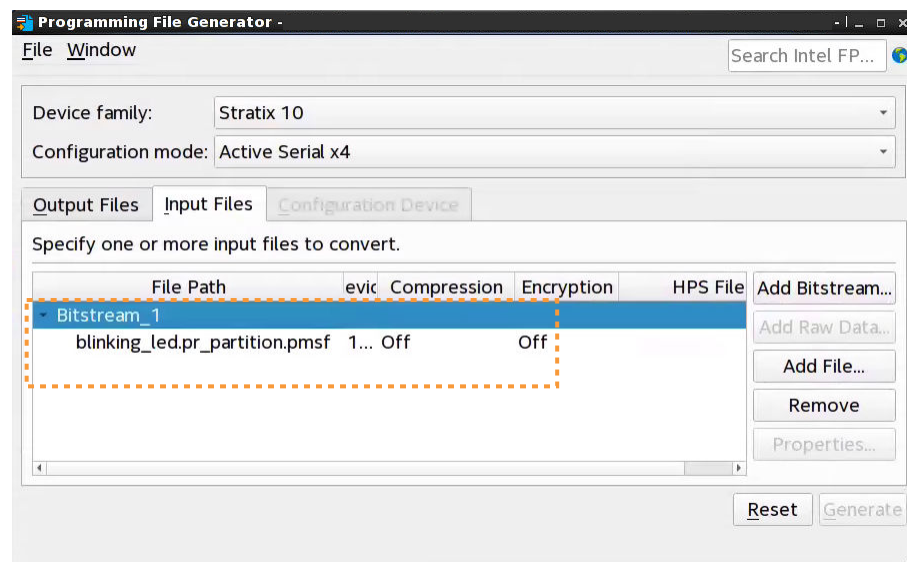 Programming File Generator -
File Window
Search Intel FP...
Device family: Stratix 10
Configuration mode: Active Serial x4
Output Files Input Files Configuration Device
Specify one or more input files to convert.
File Path evic Compression Encryption HPS File
Bitstream_1
blinking_led.pr_partition.pmsf 1... Off Off
Add Bitstream...
Add Raw Data...
Add File...
Remove
Properties...
Reset Generate